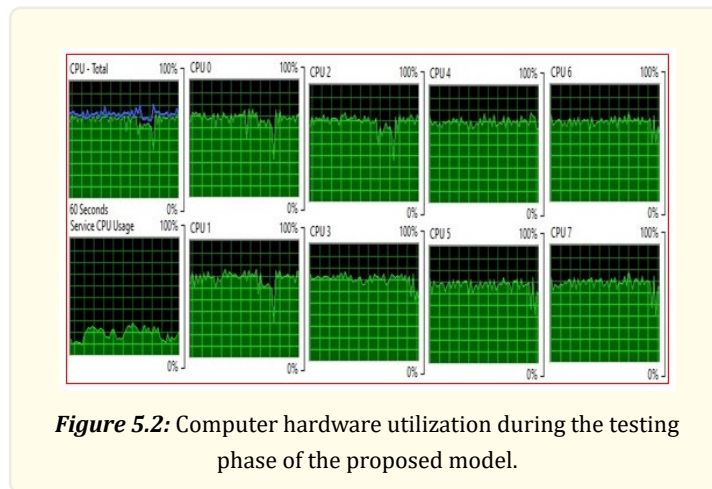 CPU - Total 100%
CPU 0 100%
CPU 2 100%
CPU 4 100%
CPU 6 100%
60 Seconds 0%
0%
0%
0%
0%
Service CPU Usage 100%
CPU 1 100%
CPU 3 100%
CPU 5 100%
CPU 7 100%
0%
0%
0%
0%
0%
Figure 5.2: Computer hardware utilization during the testing
phase of the proposed model.